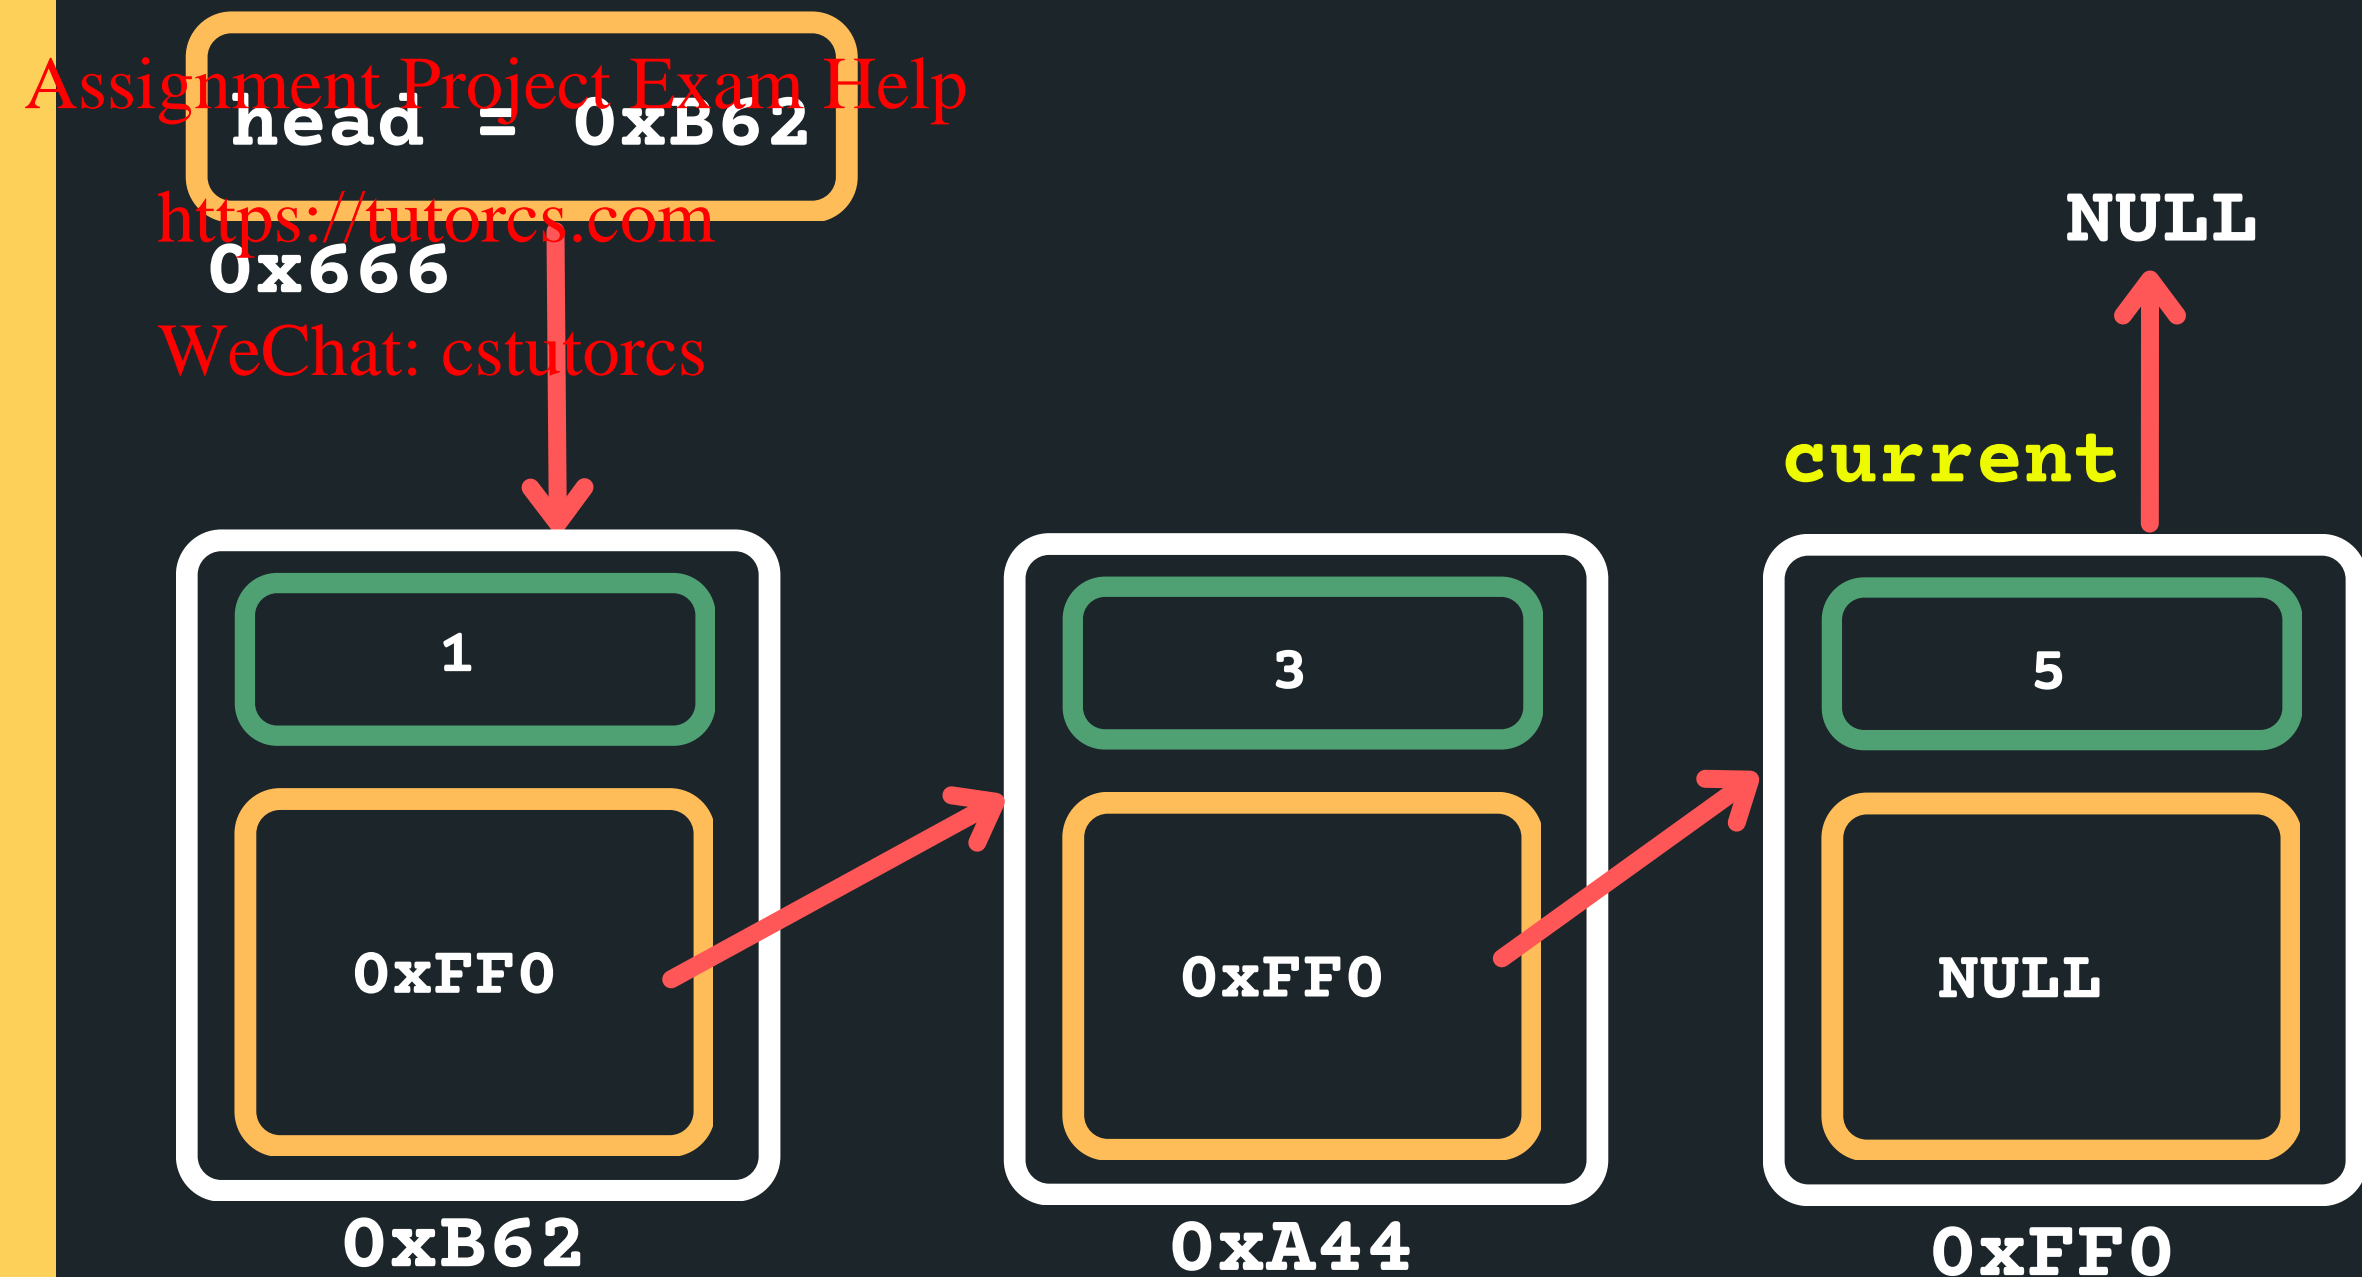 Assignment Project Exam Help
head = 0xB62
https://tutorcs.com
NULL
0x666
WeChat: cstutorcs
current
1
3
5
0xFF0
0xFF0
NULL
0xB62
0xA44
0xFF0